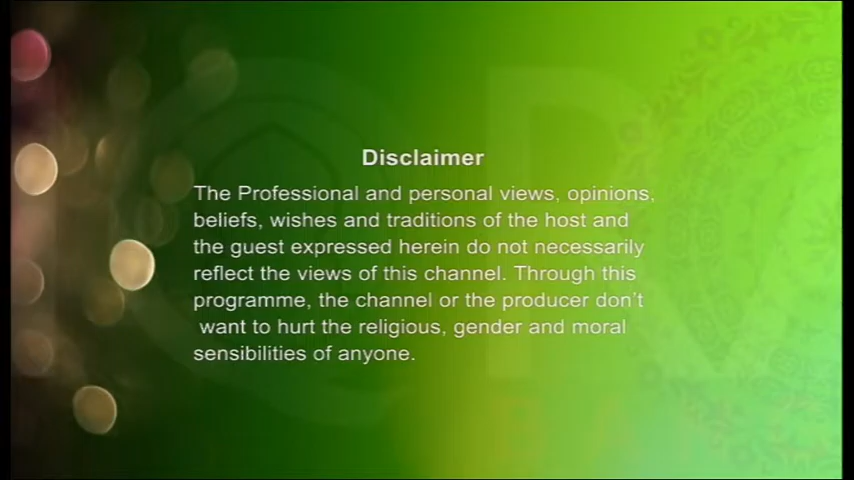 Disclaimer
The Professional and personal views, opinions,
beliefs, wishes and traditions of the host and
the guest expressed herein do not necessarily
reflect the views of this channel. Through this
programme, the channel or the producer don't
want to hurt the religious, gender and moral
sensibilities of anyone.